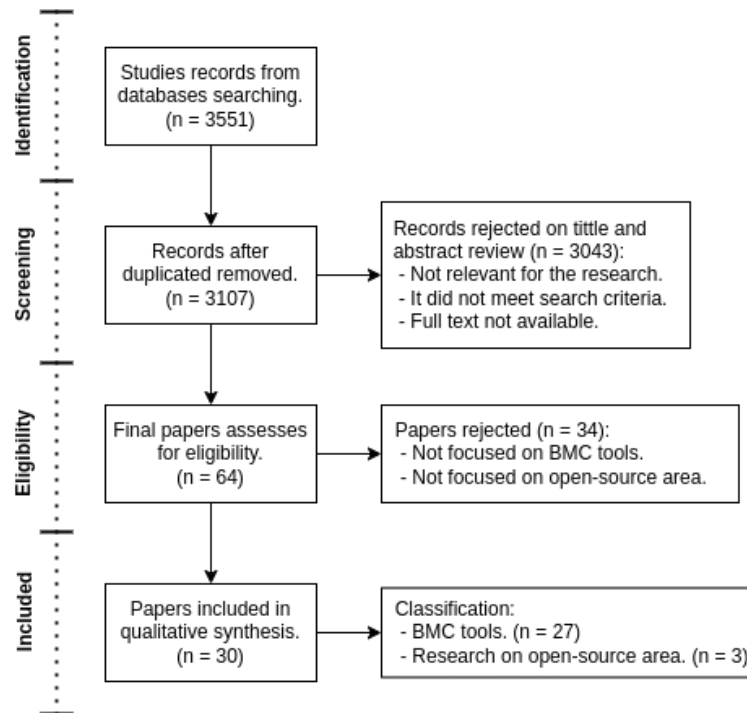 Identification
Studies records from
databases searching.
(n = 3551)
Screening
Records after
duplicated removed.
(n = 3107)
Records rejected on tittle and
abstract review (n = 3043):
- Not relevant for the research.
- It did not meet search criteria.
- Full text not available.
Eligibility
Final papers assesses
for eligibility.
(n = 64)
Papers rejected (n = 34):
- Not focused on BMC tools.
- Not focused on open-source area.
Included
Papers included in
qualitative synthesis.
(n = 30)
Classification:
- BMC tools. (n = 27)
- Research on open-source area. (n = 3)